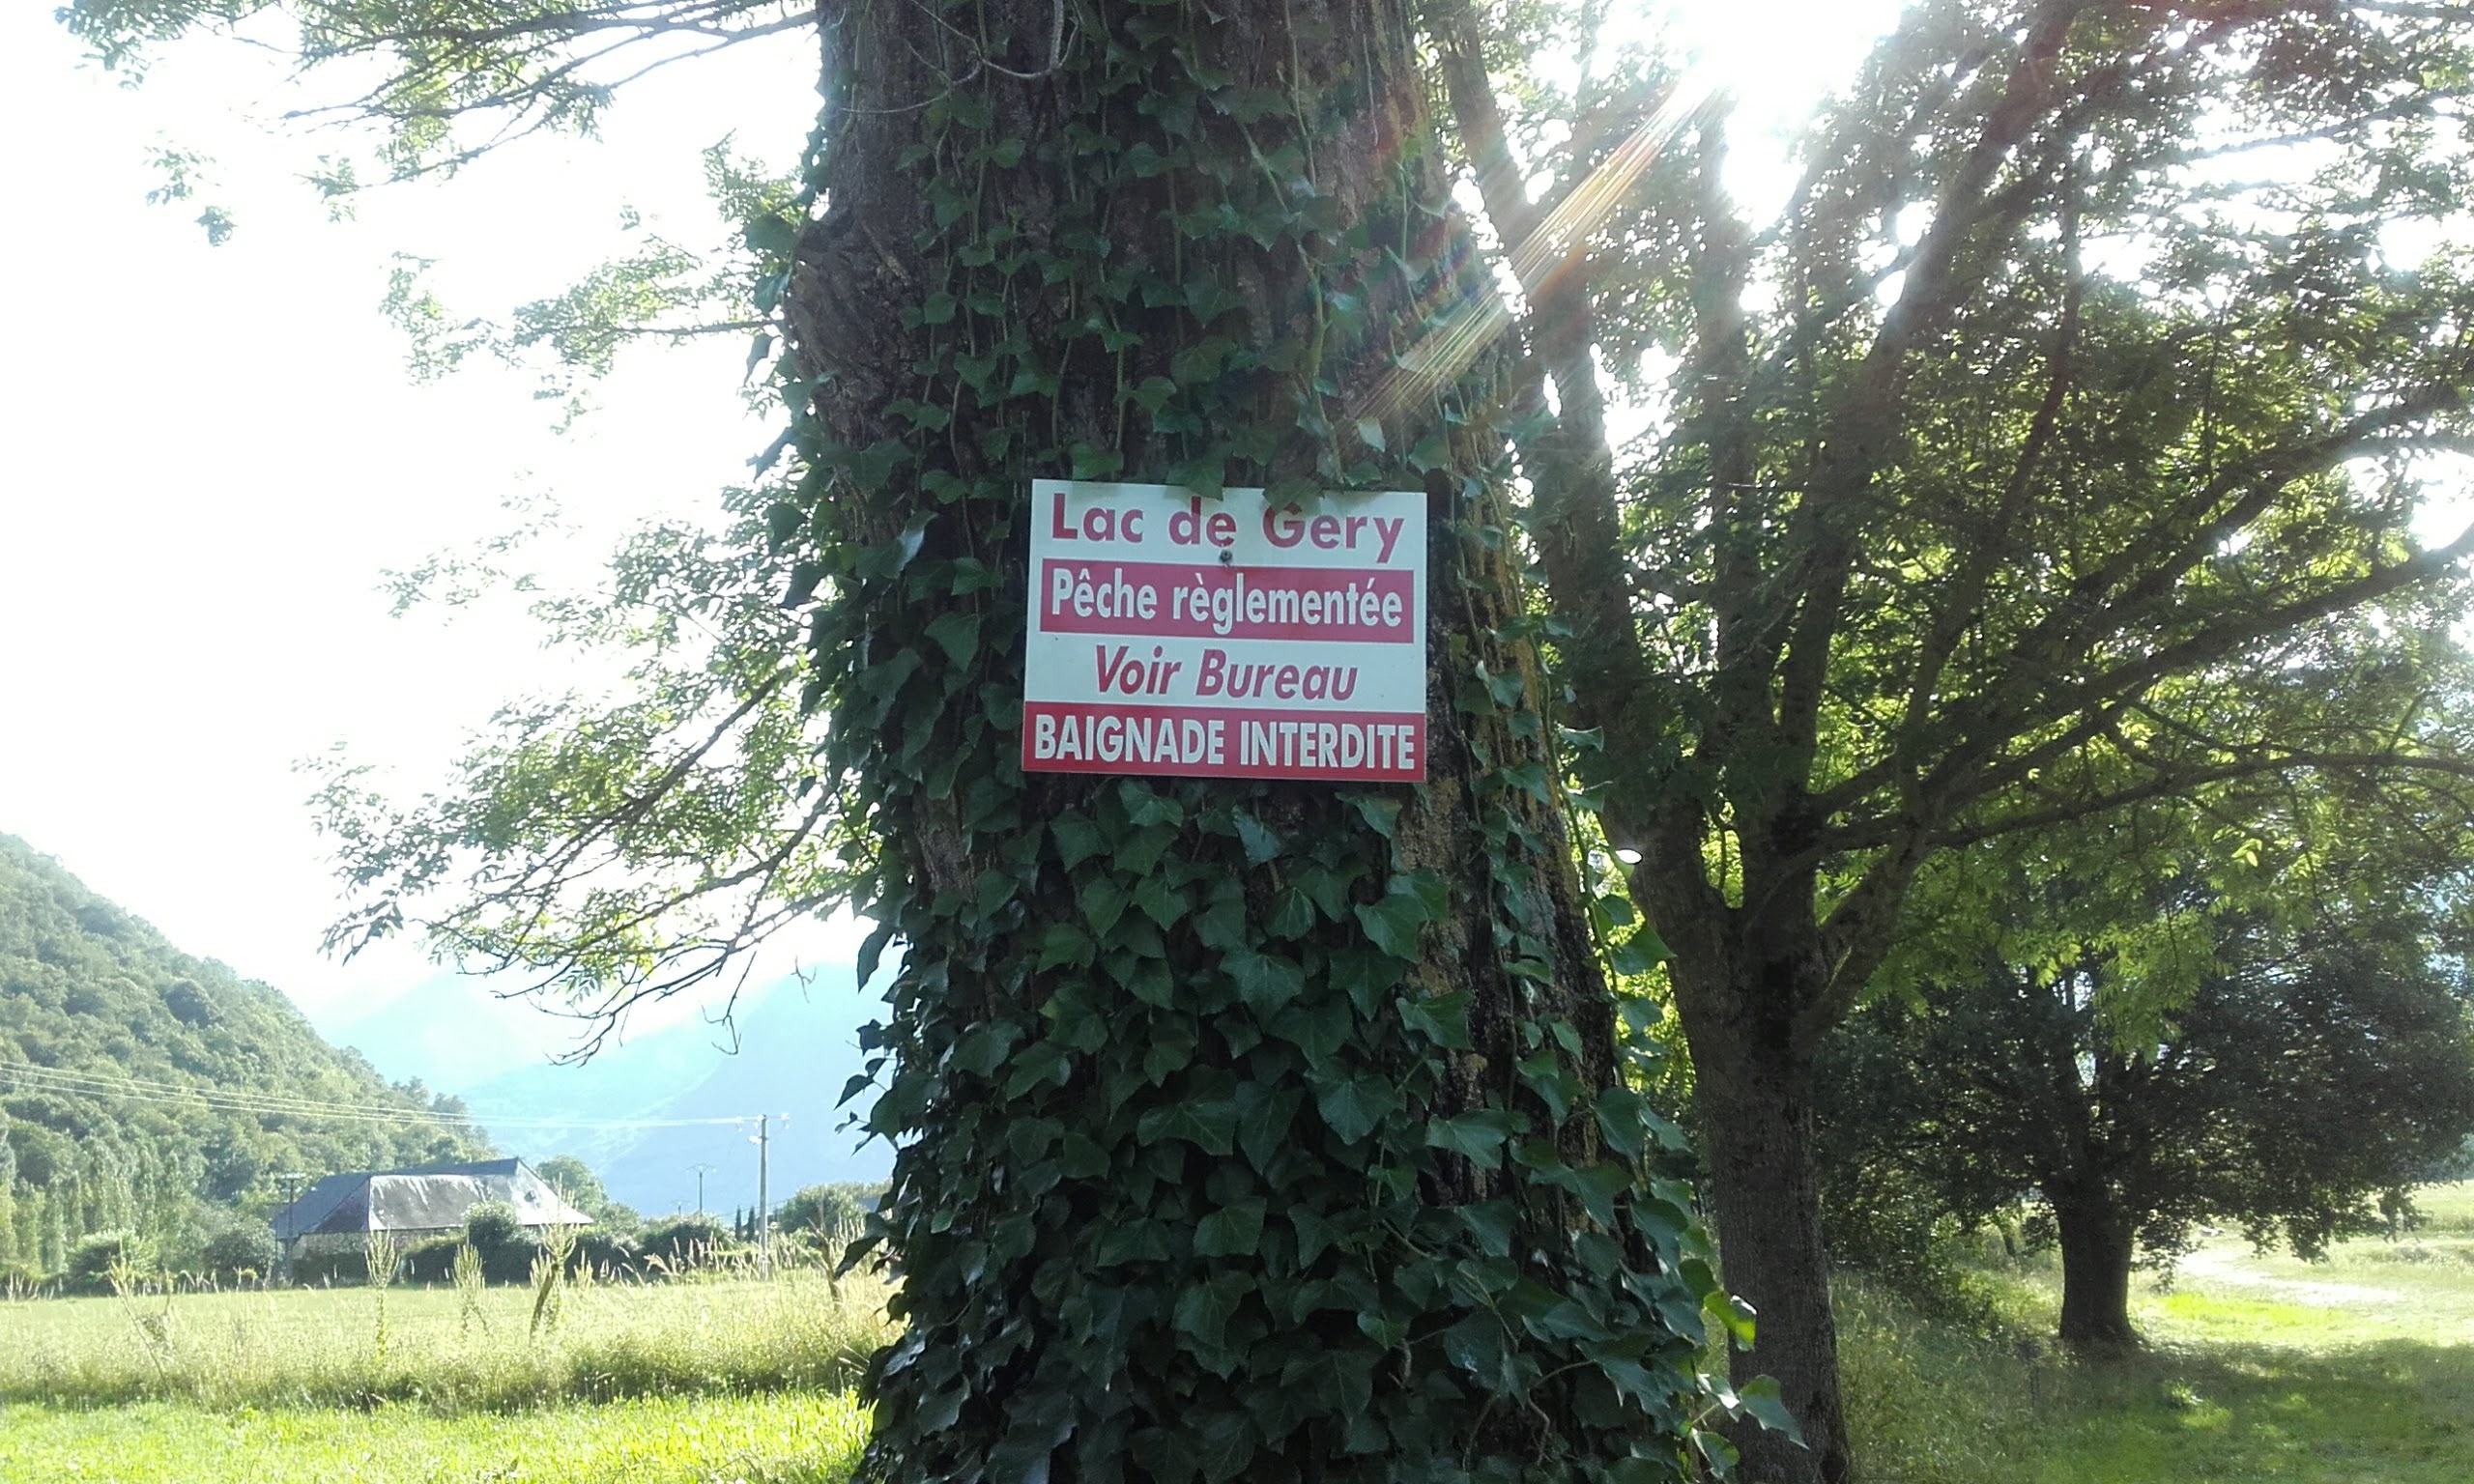 Lac de Gery
Pêche règlementée
Voir Bureau
BAIGNADE INTERDITE